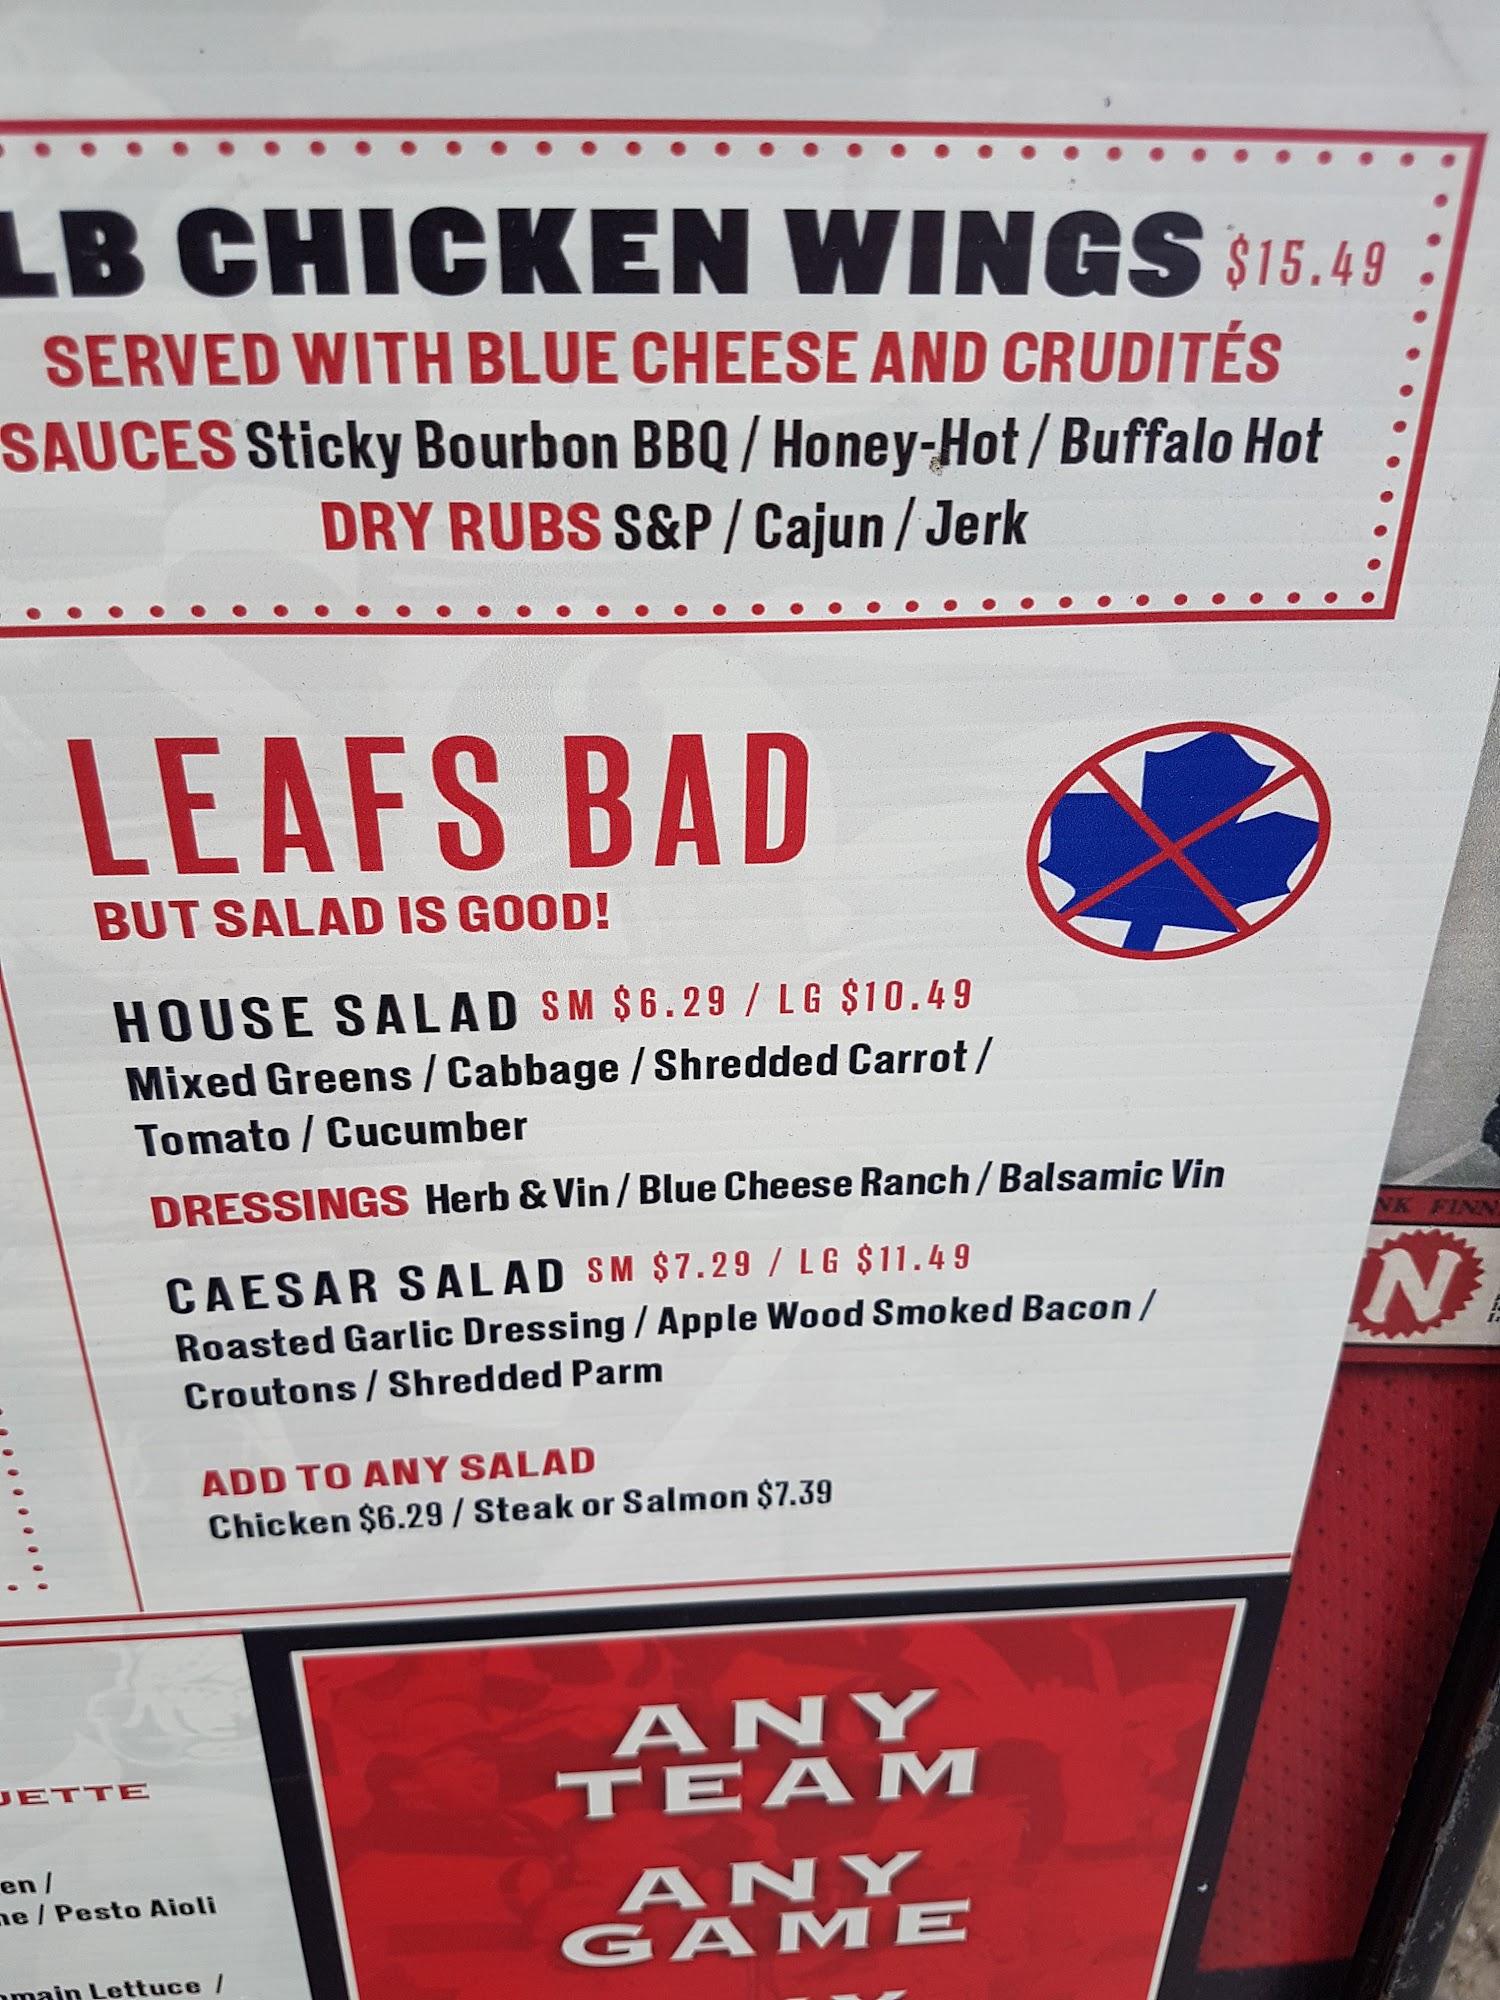 LB CHICKEN WINGS $15.49
SERVED WITH BLUE CHEESE AND CRUDITÉS
SAUCES Sticky Bourbon BBQ / Honey-Hot / Buffalo Hot
DRY RUBS S&P / Cajun / Jerk
LEAFS BAD
BUT SALAD IS GOOD!
HOUSE SALAD SM $6.29 / LG $10.49
Mixed Greens / Cabbage / Shredded Carrot /
Tomato / Cucumber
DRESSINGS Herb & Vin / Blue Cheese Ranch / Balsamic Vin
CAESAR SALAD SM $7.29 / LG $11.49
Roasted Garlic Dressing / Apple Wood Smoked Bacon /
Croutons / Shredded Parm
ADD TO ANY SALAD
Chicken $6.29 / Steak or Salmon $7.39
N
ANY
TEAM
ANY
GAME
/ Pesto Aioli
Lettuce /